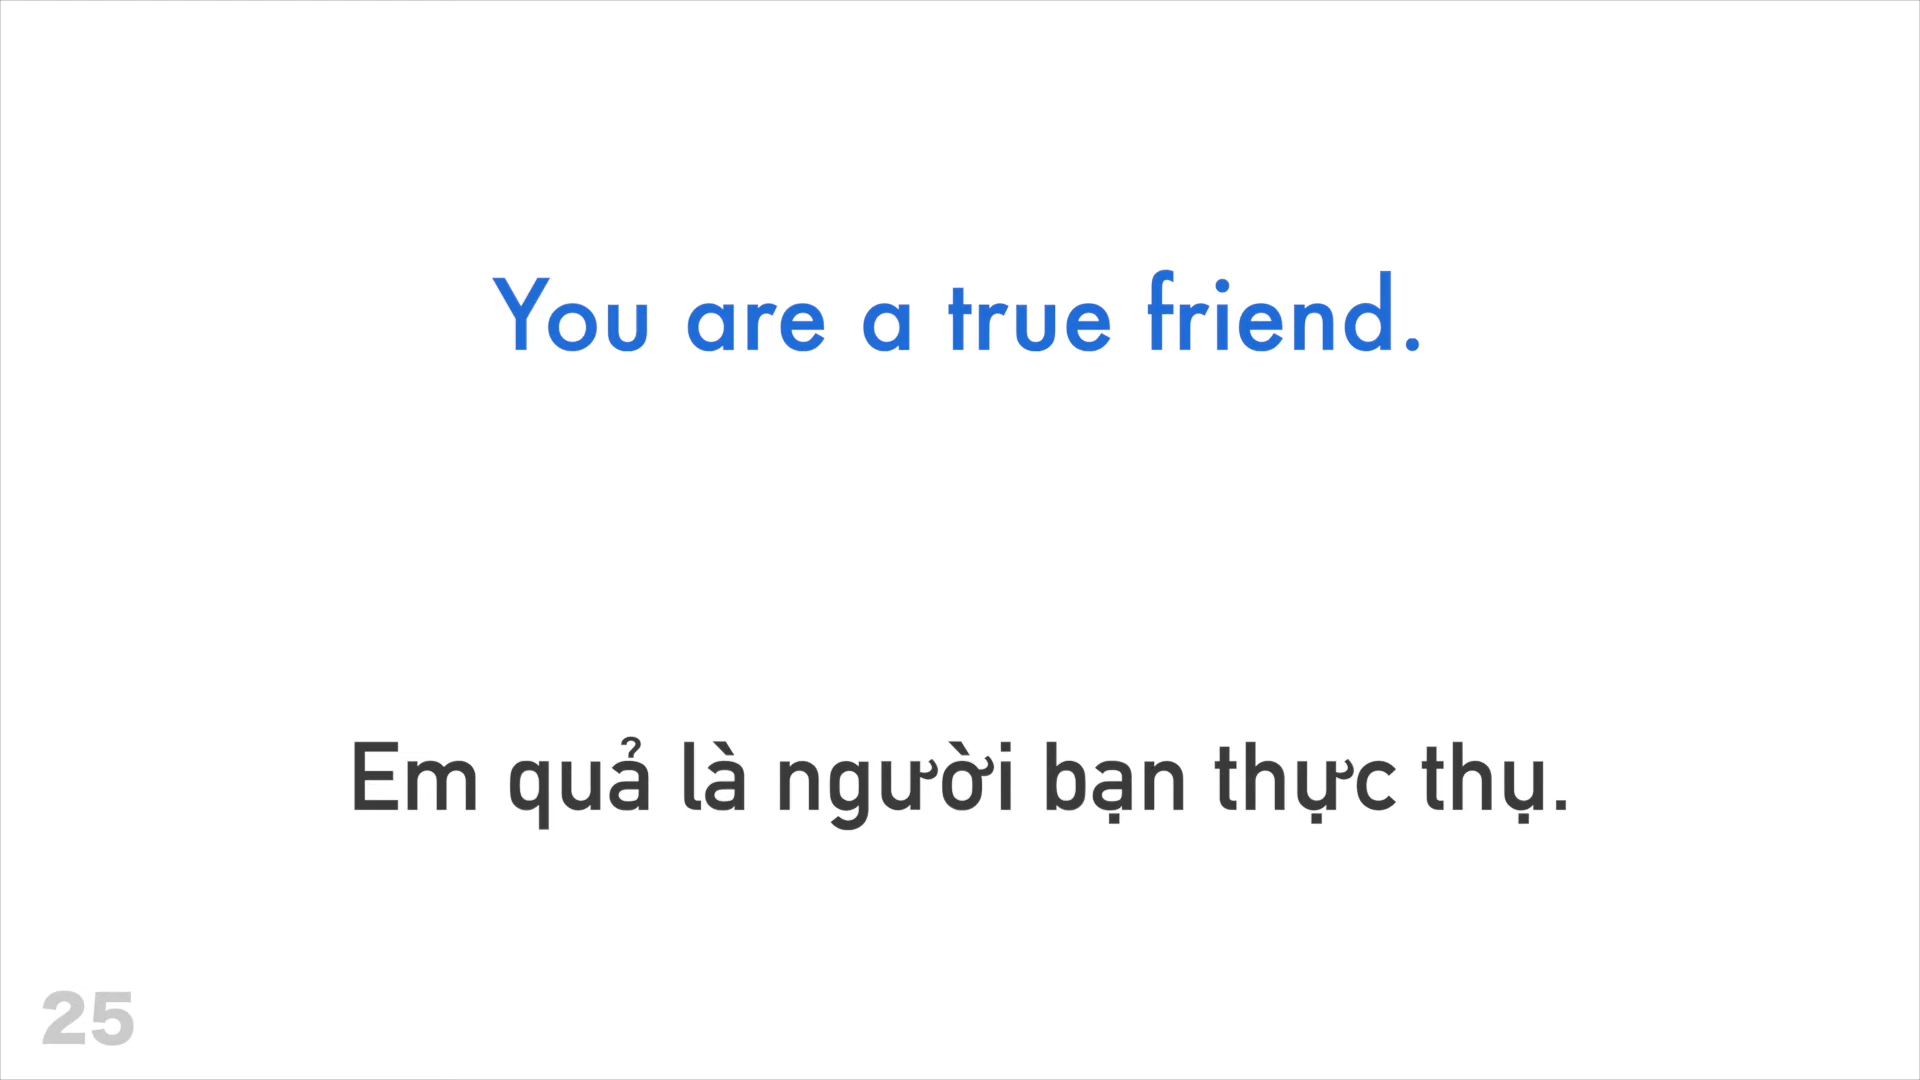 You are a true friend.
Em quả là người bạn thực thụ.
25